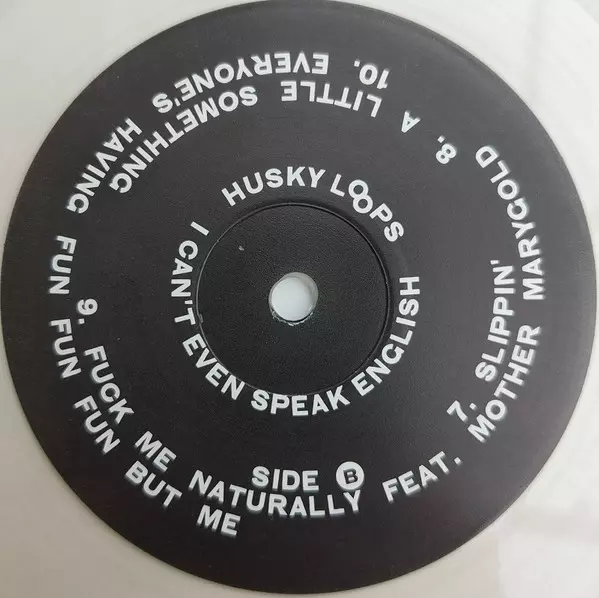 HUSKY LOOPS
I CAN'T EVEN SPEAK ENGLISH
SIDE B
7. SLIPPIN'
8. A LITTLE SOMETHING
9. FUCK ME NATURALLY FEAT. MOTHER MARYGOLD
10. EVERYONE'S HAVING FUN FUN FUN BUT ME